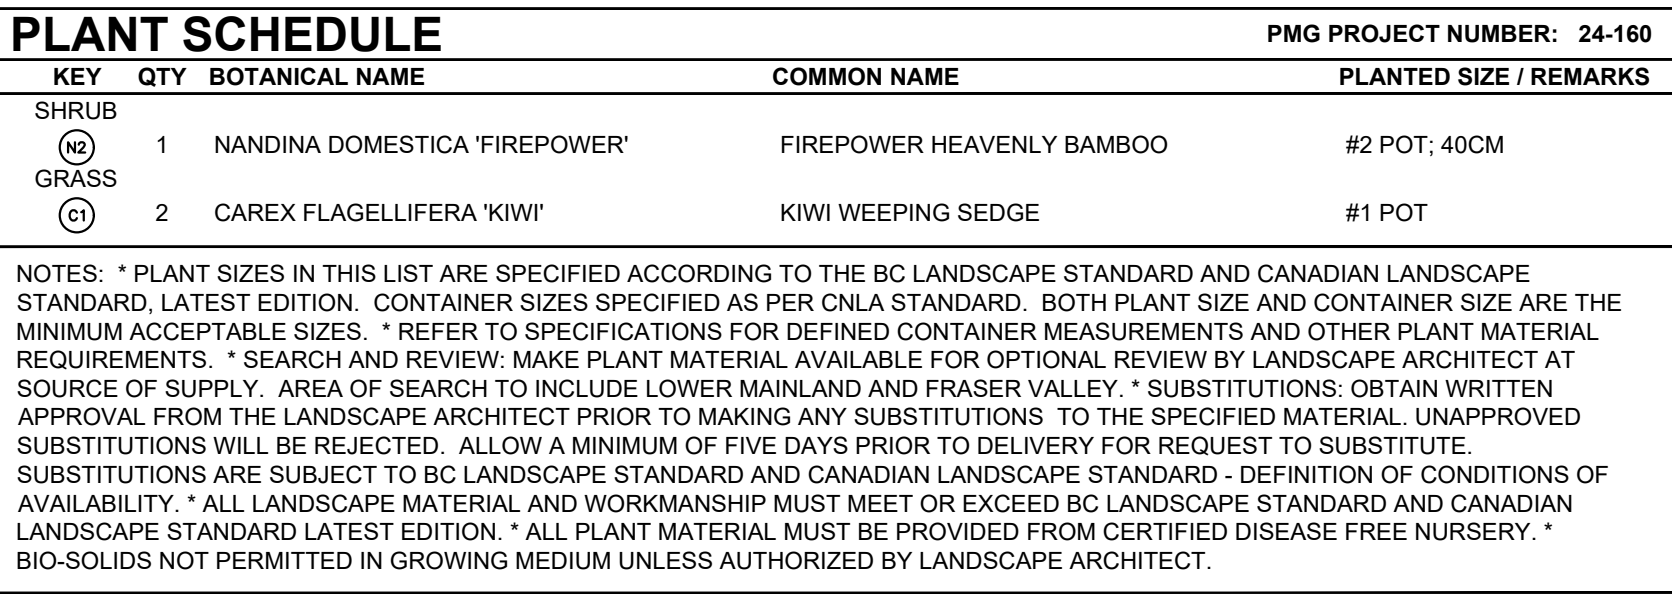 PLANT SCHEDULE PMG PROJECT NUMBER: 24-160
KEY QTY BOTANICAL NAME COMMON NAME PLANTED SIZE / REMARKS
SHRUB
N2 1 NANDINA DOMESTICA 'FIREPOWER' FIREPOWER HEAVENLY BAMBOO #2 POT; 40CM
GRASS
C1 2 CAREX FLAGELLIFERA 'KIWI' KIWI WEEPING SEDGE #1 POT
NOTES: * PLANT SIZES IN THIS LIST ARE SPECIFIED ACCORDING TO THE BC LANDSCAPE STANDARD AND CANADIAN LANDSCAPE
STANDARD, LATEST EDITION. CONTAINER SIZES SPECIFIED AS PER CNLA STANDARD. BOTH PLANT SIZE AND CONTAINER SIZE ARE THE
MINIMUM ACCEPTABLE SIZES. * REFER TO SPECIFICATIONS FOR DEFINED CONTAINER MEASUREMENTS AND OTHER PLANT MATERIAL
REQUIREMENTS. * SEARCH AND REVIEW: MAKE PLANT MATERIAL AVAILABLE FOR OPTIONAL REVIEW BY LANDSCAPE ARCHITECT AT
SOURCE OF SUPPLY. AREA OF SEARCH TO INCLUDE LOWER MAINLAND AND FRASER VALLEY. * SUBSTITUTIONS: OBTAIN WRITTEN
APPROVAL FROM THE LANDSCAPE ARCHITECT PRIOR TO MAKING ANY SUBSTITUTIONS TO THE SPECIFIED MATERIAL. UNAPPROVED
SUBSTITUTIONS WILL BE REJECTED. ALLOW A MINIMUM OF FIVE DAYS PRIOR TO DELIVERY FOR REQUEST TO SUBSTITUTE.
SUBSTITUTIONS ARE SUBJECT TO BC LANDSCAPE STANDARD AND CANADIAN LANDSCAPE STANDARD - DEFINITION OF CONDITIONS OF
AVAILABILITY. * ALL LANDSCAPE MATERIAL AND WORKMANSHIP MUST MEET OR EXCEED BC LANDSCAPE STANDARD AND CANADIAN
LANDSCAPE STANDARD LATEST EDITION. * ALL PLANT MATERIAL MUST BE PROVIDED FROM CERTIFIED DISEASE FREE NURSERY. *
BIO-SOLIDS NOT PERMITTED IN GROWING MEDIUM UNLESS AUTHORIZED BY LANDSCAPE ARCHITECT.